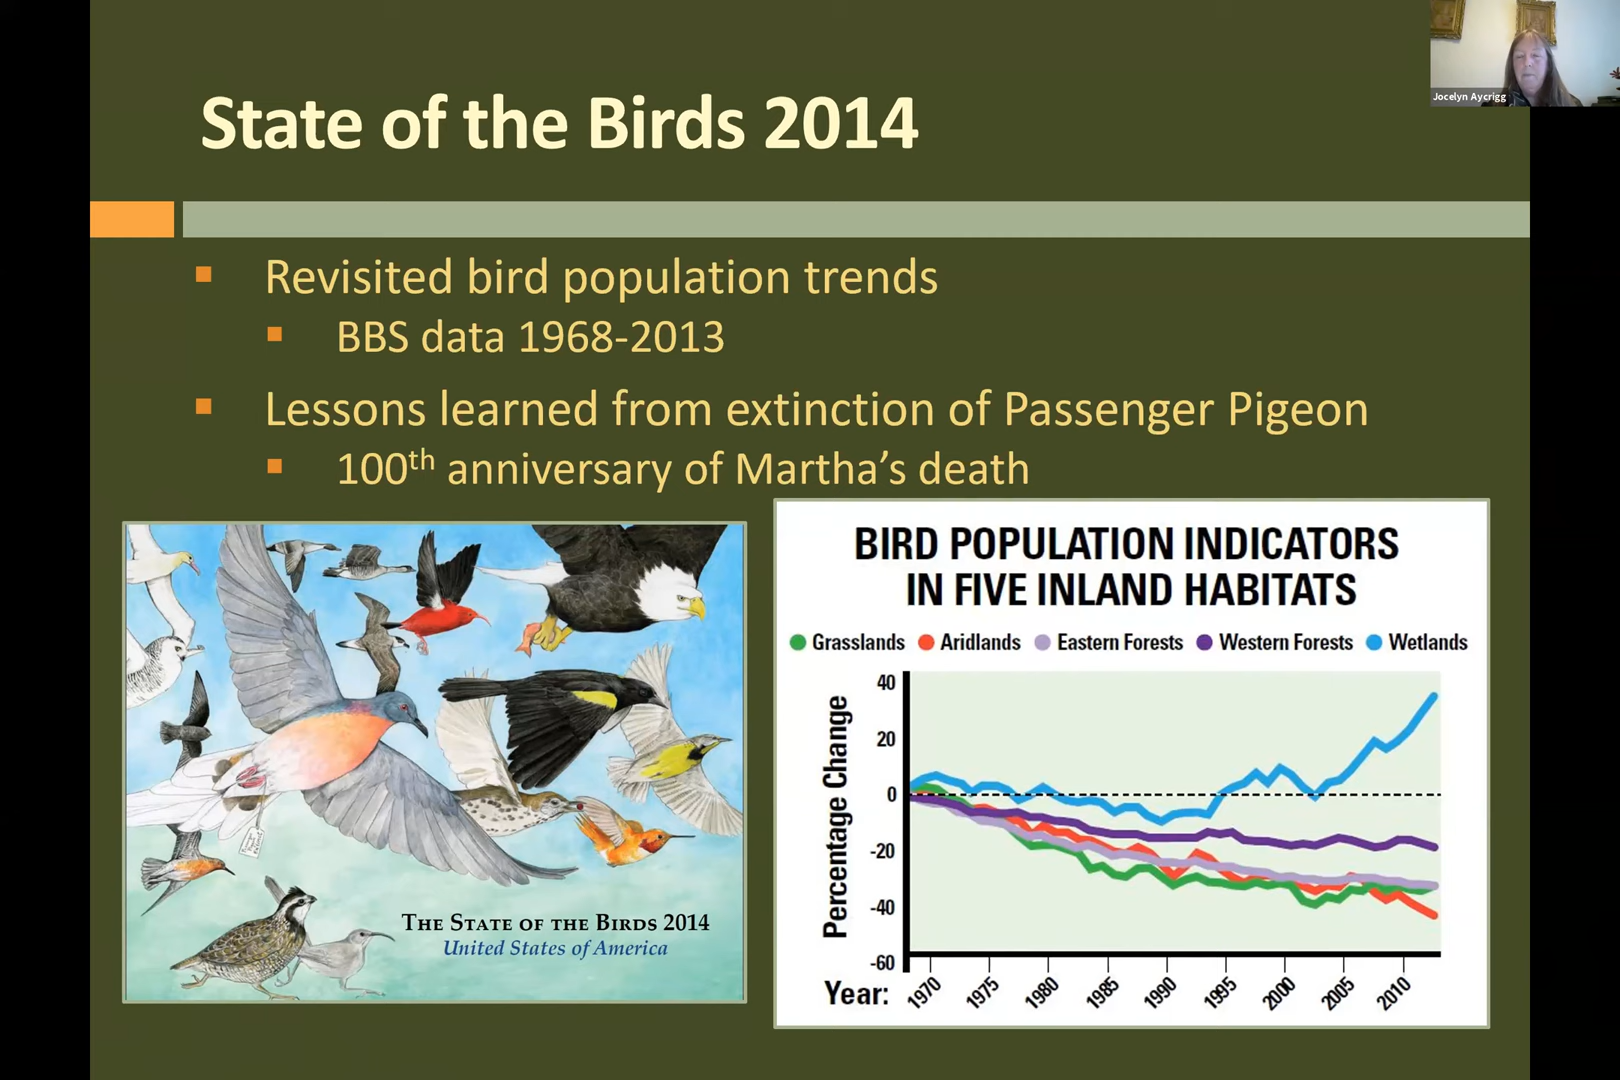 Jocelyn Aycrigg
State of the Birds 2014
Revisited bird population trends
BBS data 1968-2013
Lessons learned from extinction of Passenger Pigeon
100th anniversary of Martha's death
THE STATE OF THE BIRDS 2014
United States of America
BIRD POPULATION INDICATORS
IN FIVE INLAND HABITATS
Grasslands Aridlands Eastern Forests Western Forests Wetlands
Percentage Change
40
20
0
-20
-40
-60
Year: 1970 1975 1980 1985 1990 1995 2000 2005 2010